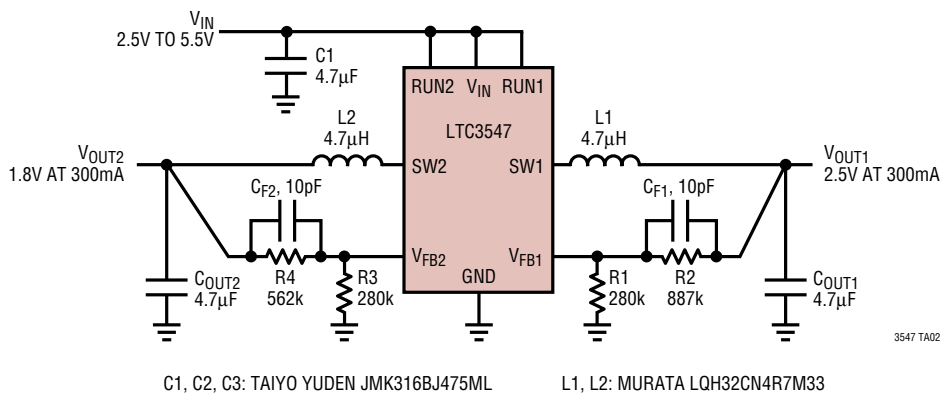 VIN
2.5V TO 5.5V
C1
4.7µF
RUN2 VIN RUN1
LTC3547
L2
4.7µH
L1
4.7µH
VOUT2
1.8V AT 300mA
SW2
SW1
VOUT1
2.5V AT 300mA
CF2, 10pF
CF1, 10pF
VFB2
VFB1
GND
COUT2
4.7µF
R4
562k
R3
280k
R1
280k
R2
887k
COUT1
4.7µF
3547 TA02
C1, C2, C3: TAIYO YUDEN JMK316BJ475ML
L1, L2: MURATA LQH32CN4R7M33